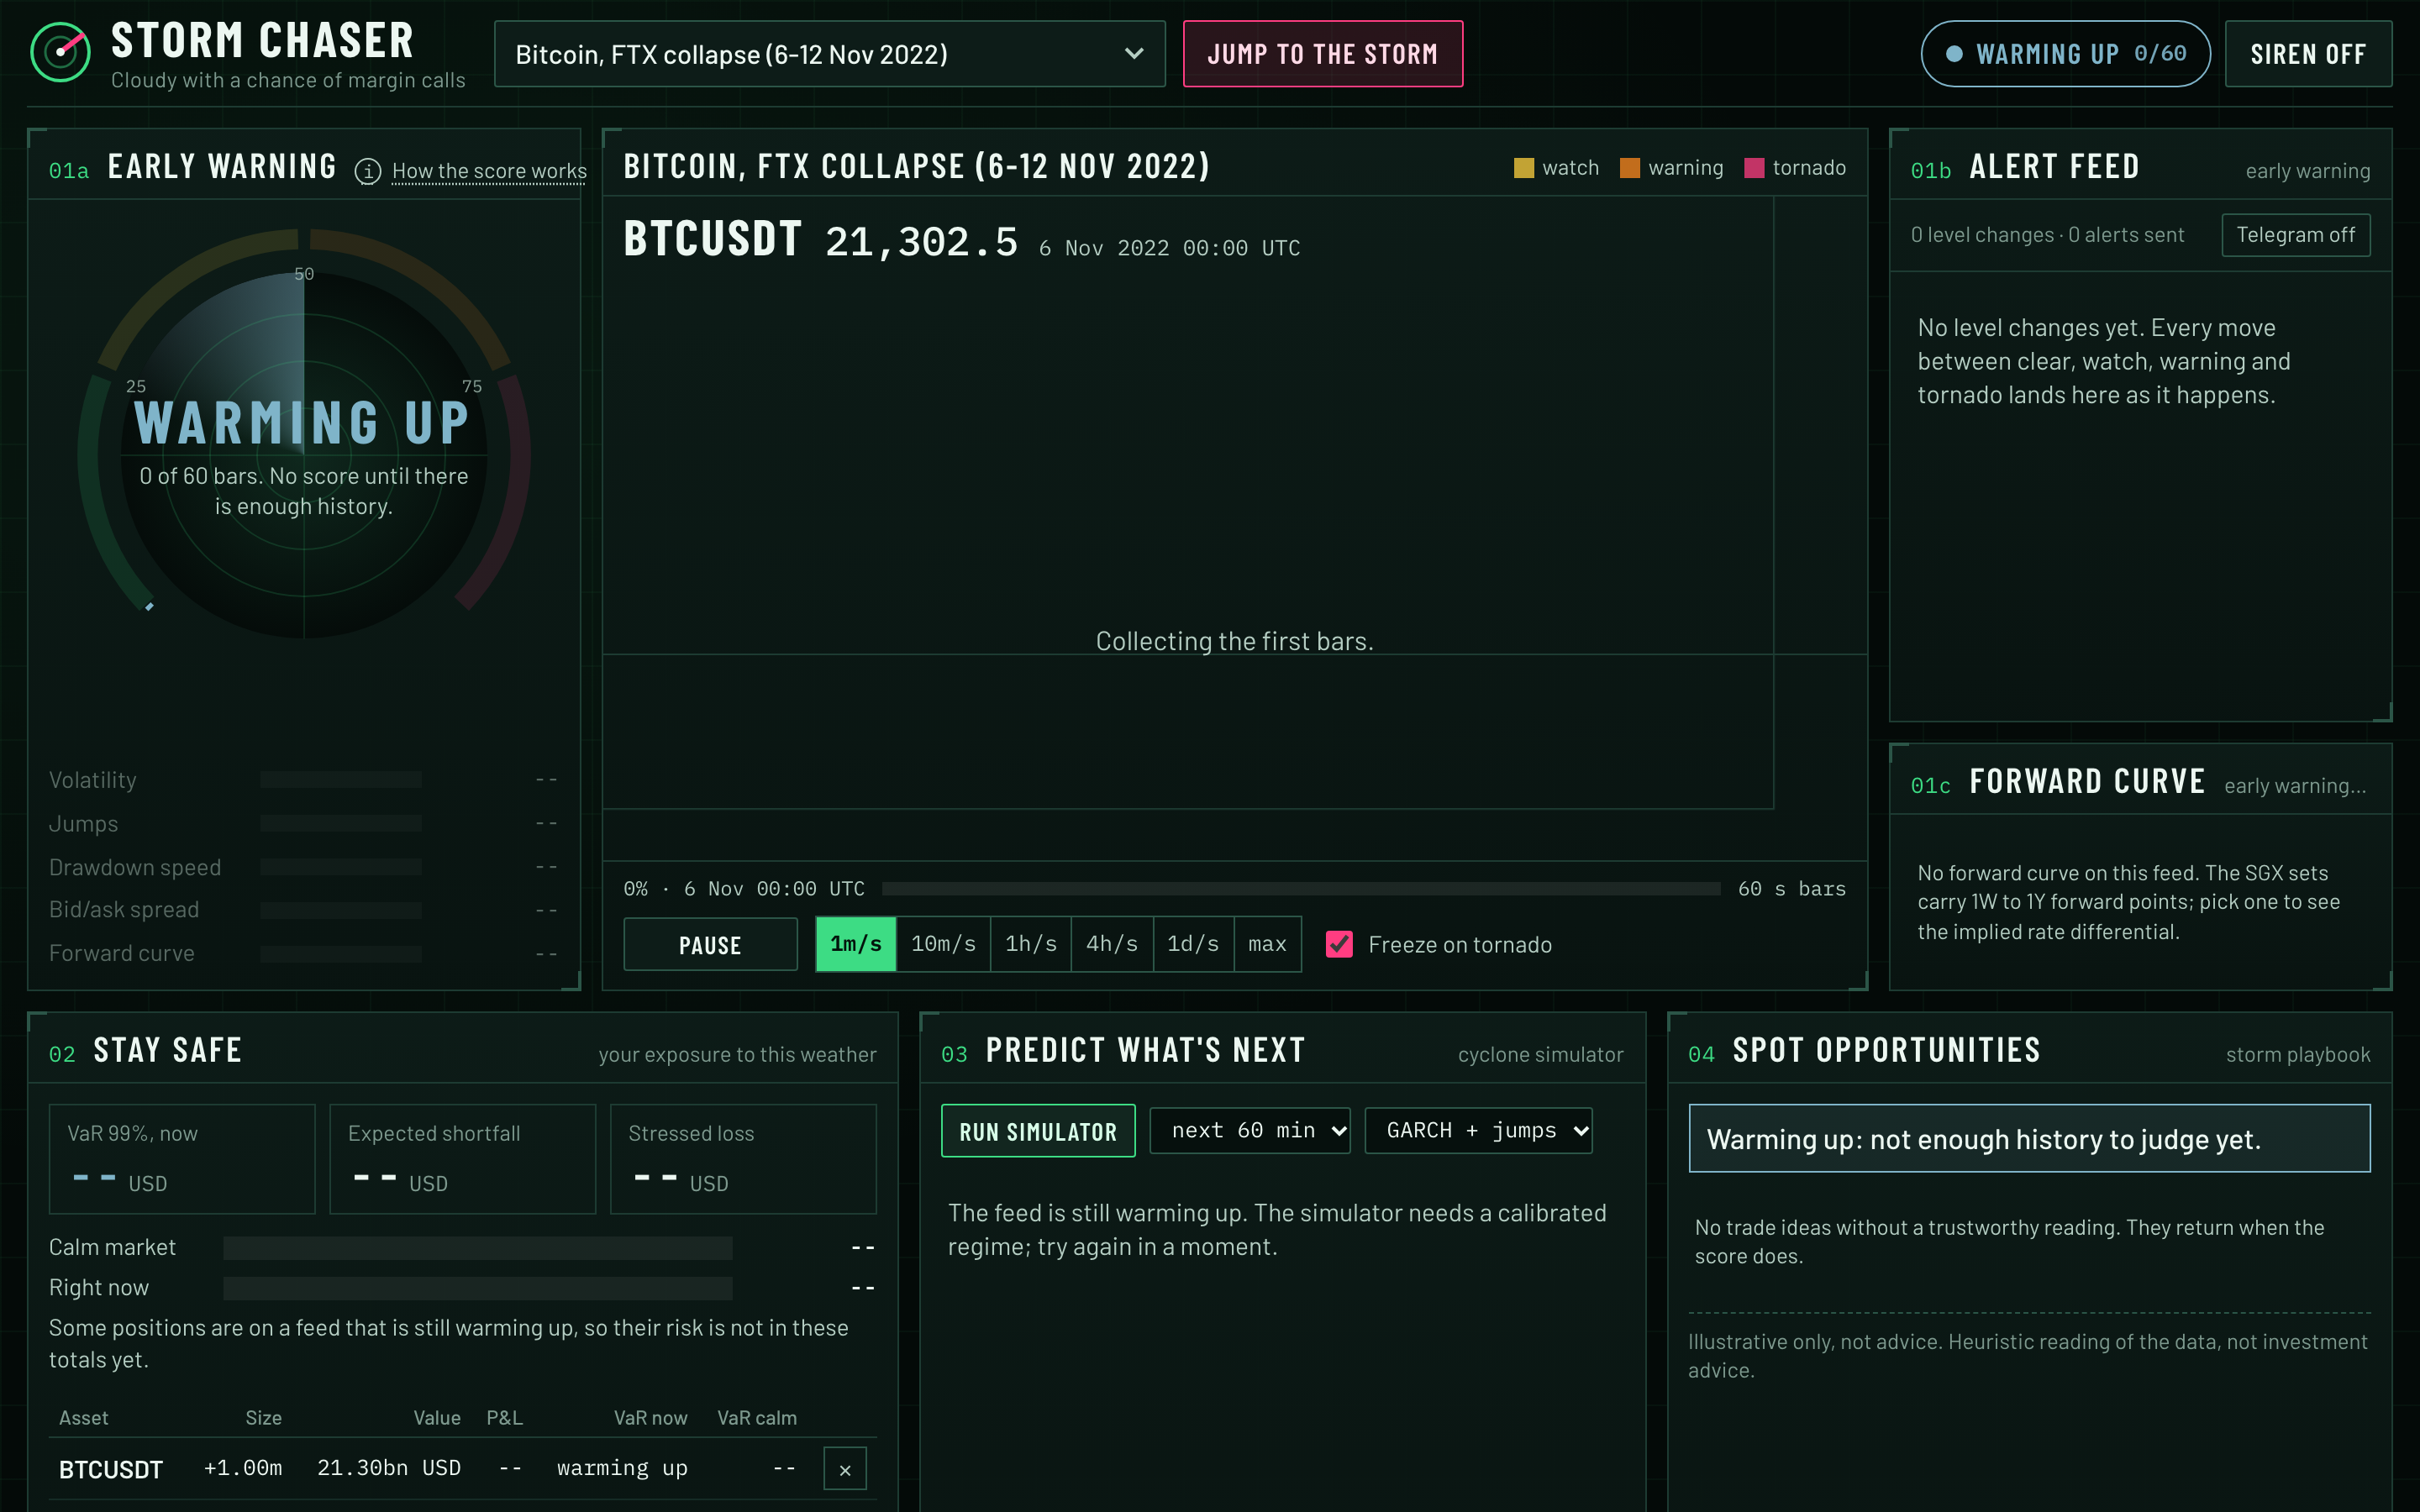 STORM CHASER
Cloudy with a chance of margin calls
Bitcoin, FTX collapse (6-12 Nov 2022)
JUMP TO THE STORM
WARMING UP 0/60
SIREN OFF
01a EARLY WARNING
i How the score works
50
25
75
WARMING UP
0 of 60 bars. No score until there
is enough history.
Volatility --
Jumps --
Drawdown speed --
Bid/ask spread --
Forward curve --
BITCOIN, FTX COLLAPSE (6-12 NOV 2022)
watch warning tornado
BTCUSDT 21,302.5 6 Nov 2022 00:00 UTC
Collecting the first bars.
0% · 6 Nov 00:00 UTC
60 s bars
PAUSE
1m/s 10m/s 1h/s 4h/s 1d/s max
Freeze on tornado
01b ALERT FEED early warning
0 level changes · 0 alerts sent
Telegram off
No level changes yet. Every move
between clear, watch, warning and
tornado lands here as it happens.
01c FORWARD CURVE early warning...
No forward curve on this feed. The SGX sets
carry 1W to 1Y forward points; pick one to see
the implied rate differential.
02 STAY SAFE your exposure to this weather
VaR 99%, now
-- USD
Expected shortfall
-- USD
Stressed loss
-- USD
Calm market --
Right now --
Some positions are on a feed that is still warming up, so their risk is not in these
totals yet.
Asset Size Value P&L VaR now VaR calm
BTCUSDT +1.00m 21.30bn USD -- warming up -- ×
03 PREDICT WHAT'S NEXT cyclone simulator
RUN SIMULATOR
next 60 min
GARCH + jumps
The feed is still warming up. The simulator needs a calibrated
regime; try again in a moment.
04 SPOT OPPORTUNITIES storm playbook
Warming up: not enough history to judge yet.
No trade ideas without a trustworthy reading. They return when the
score does.
Illustrative only, not advice. Heuristic reading of the data, not investment
advice.